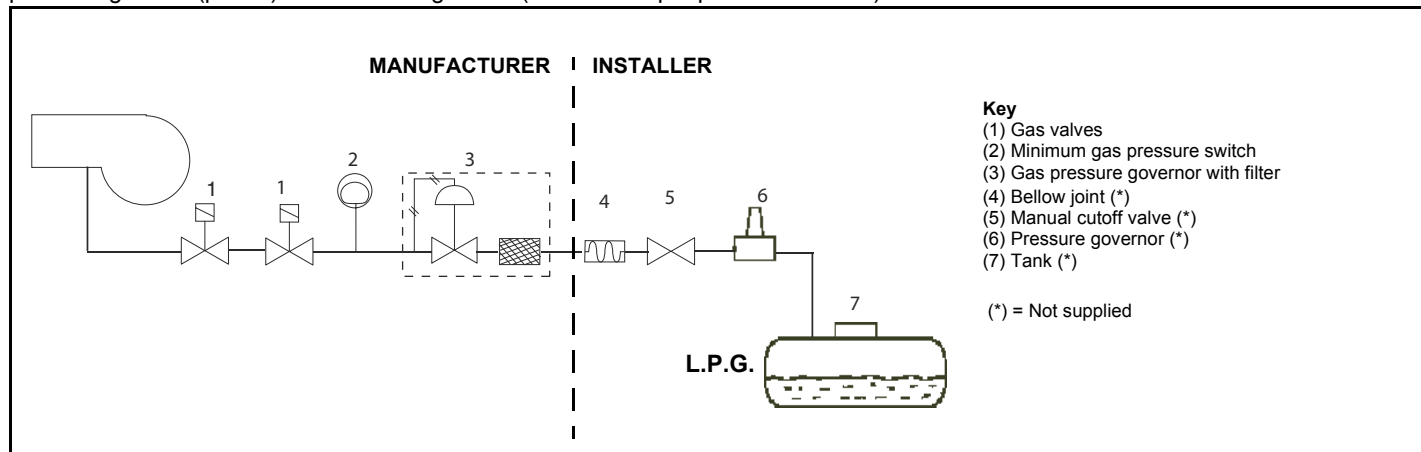 MANUFACTURER INSTALLER
Key
(1) Gas valves
(2) Minimum gas pressure switch
(3) Gas pressure governor with filter
(4) Bellow joint (*)
(5) Manual cutoff valve (*)
(6) Pressure governor (*)
(7) Tank (*)
(*) = Not supplied
1
1
2
3
4
5
6
7
L.P.G.